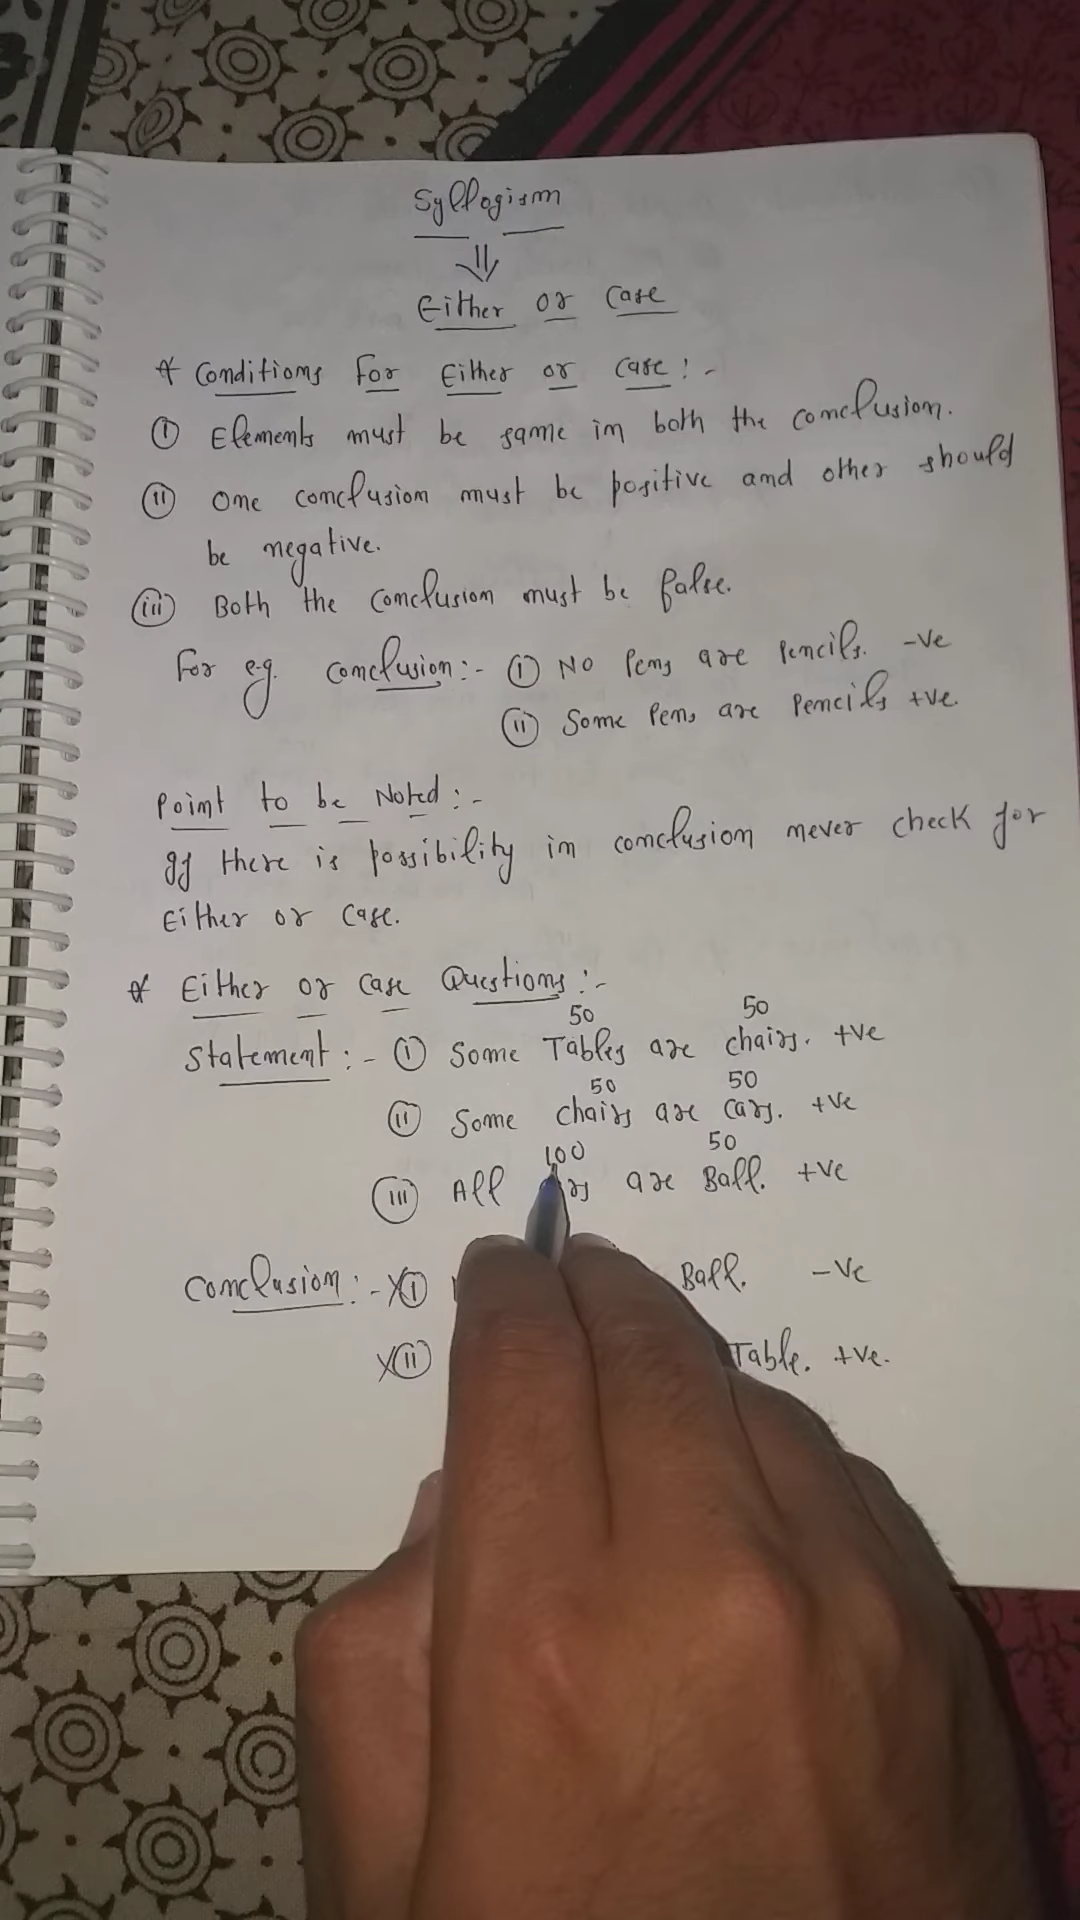 Syllogism
⇓
Either or Case
* Conditions For Either or Case :-
(i) Elements must be same in both the conclusion.
(ii) One conclusion must be positive and other should
be negative.
(iii) Both the conclusion must be false.
For e.g. conclusion :- (i) No Pens are Pencils. -ve
(ii) Some Pens are Pencils +ve.
Point to be Noted :-
If there is possibility in conclusion never check for
Either or Case.
* Either or Case Questions :-
50 50
Statement :- (i) Some Tables are chairs. +ve
50 50
(ii) Some chairs are cars. +ve
100 50
(iii) All are Ball. +ve
Conclusion :- X(i) Ball. -ve
X(ii) Table. +ve.